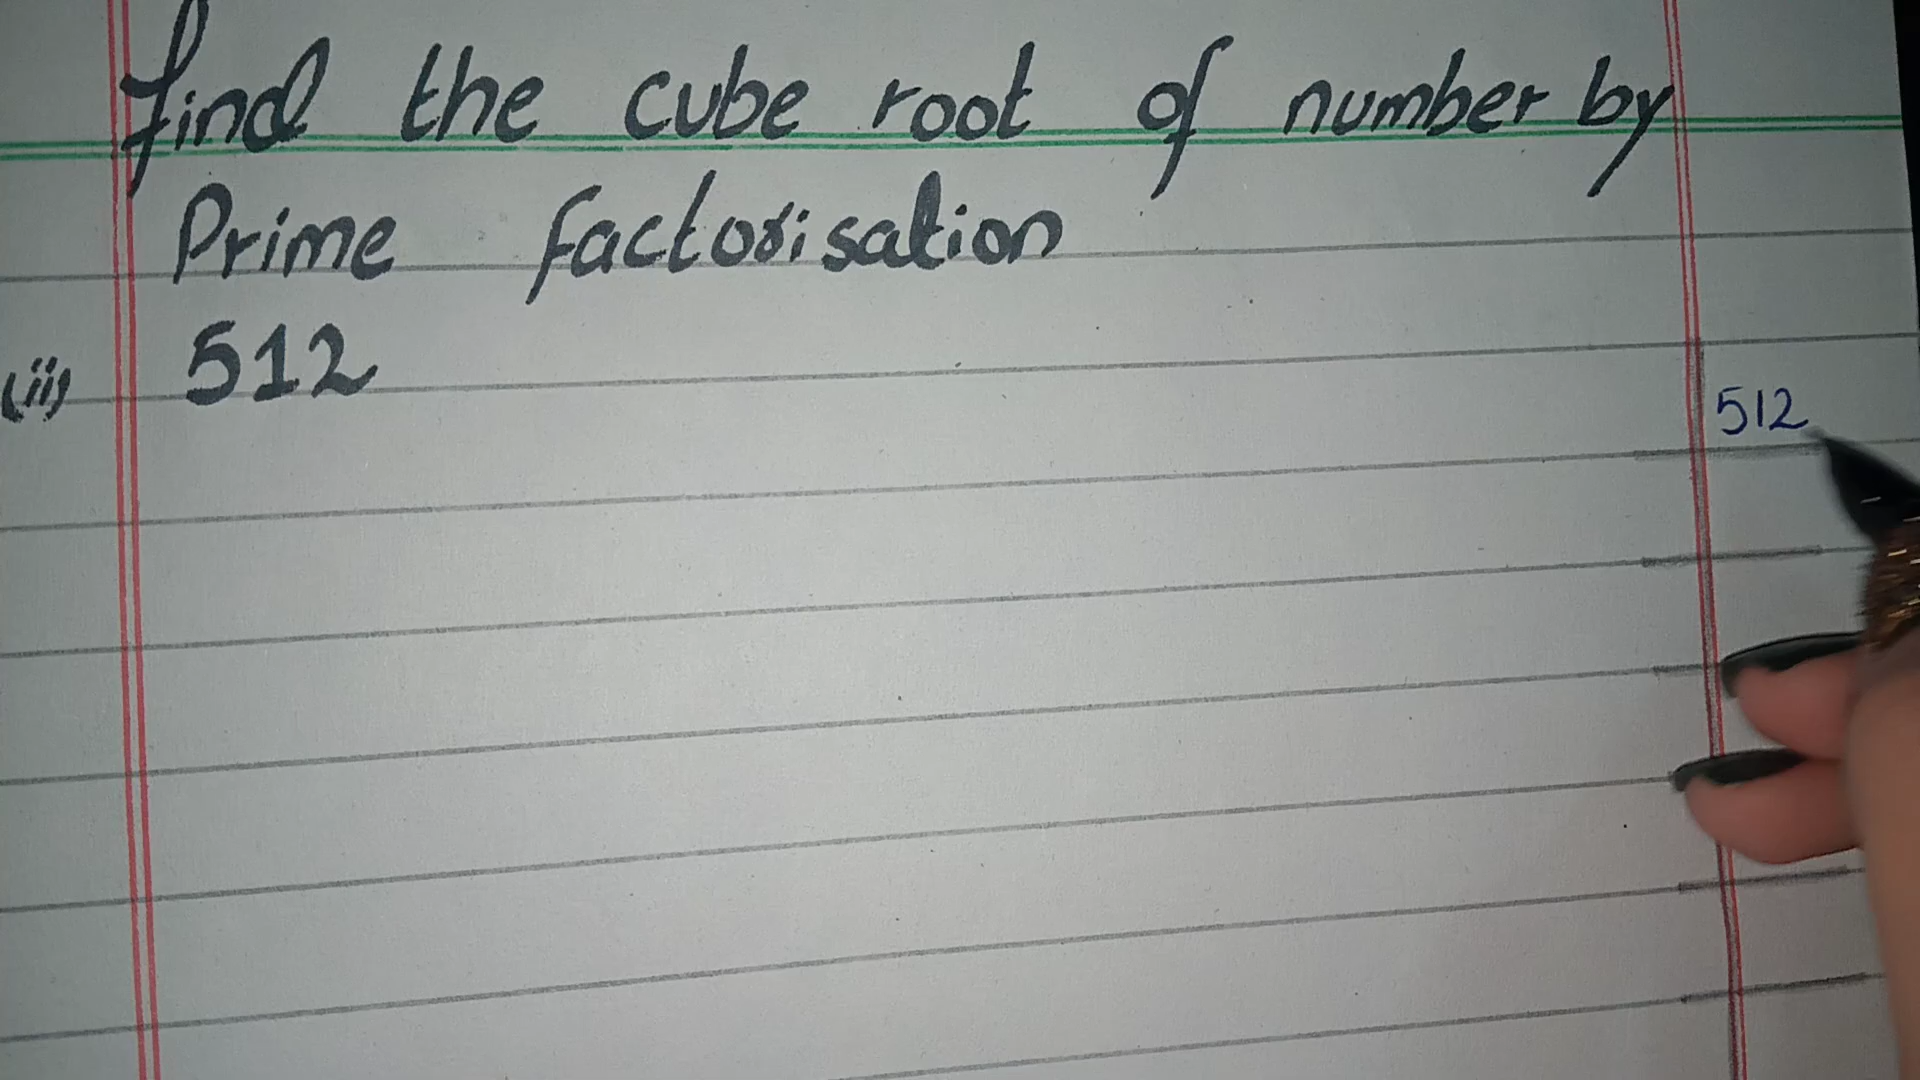 find the cube root of number by
Prime factorisation
(ii) 512
512